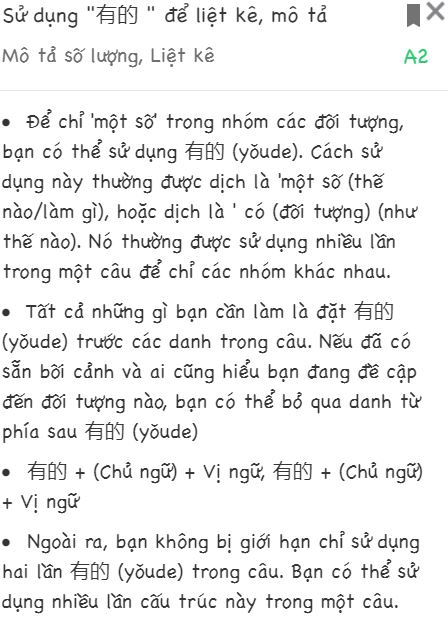 Sử dụng "有的 " để liệt kê, mô tả
Mô tả số lượng, Liệt kê
A2
• Để chỉ 'một số' trong nhóm các đối tượng,
bạn có thể sử dụng 有的 (yǒude). Cách sử
dụng này thường được dịch là 'một số (thế
nào/làm gì), hoặc dịch là ' có (đối tượng) (như
thế nào). Nó thường được sử dụng nhiều lần
trong một câu để chỉ các nhóm khác nhau.
• Tất cả những gì bạn cần làm là đặt 有的
(yǒude) trước các danh trong câu. Nếu đã có
sẵn bối cảnh và ai cũng hiểu bạn đang đề cập
đến đối tượng nào, bạn có thể bỏ qua danh từ
phía sau 有的 (yǒude)
• 有的 + (Chủ ngữ) + Vị ngữ, 有的 + (Chủ ngữ)
+ Vị ngữ
• Ngoài ra, bạn không bị giới hạn chỉ sử dụng
hai lần 有的 (yǒude) trong câu. Bạn có thể sử
dụng nhiều lần cấu trúc này trong một câu.